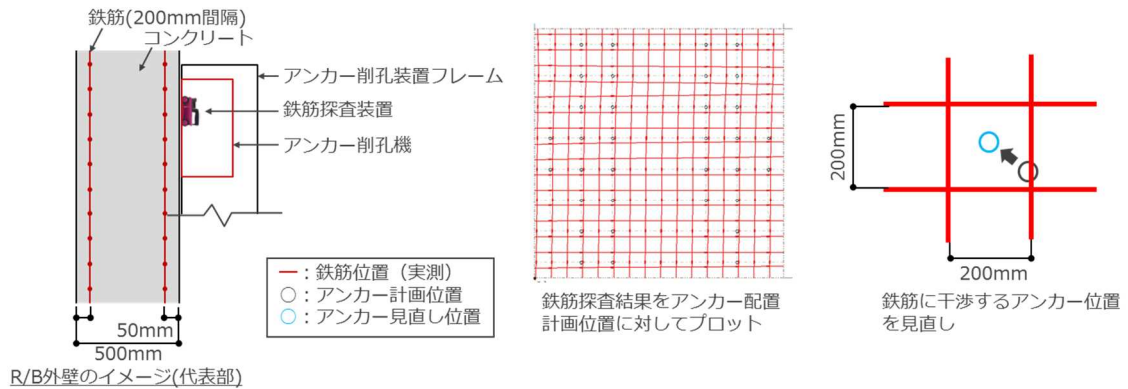 鉄筋(200mm間隔)
コンクリート
アンカー削孔装置フレーム
鉄筋探査装置
アンカー削孔機
：鉄筋位置（実測）
：アンカー計画位置
：アンカー見直し位置
50mm
500mm
R/B外壁のイメージ(代表部)
鉄筋探査結果をアンカー配置
計画位置に対してプロット
200mm
200mm
鉄筋に干渉するアンカー位置
を見直し